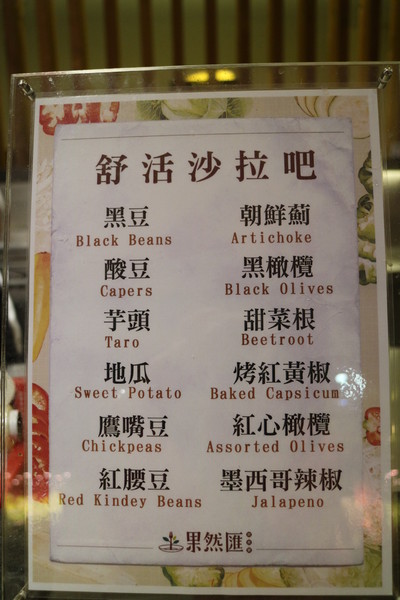 舒活沙拉吧
黑豆 朝鮮薊
Black Beans Artichoke
酸豆 黑橄欖
Capers Black Olives
芋頭 甜菜根
Taro Beetroot
地瓜 烤紅黃椒
Sweet Potato Baked Capsicum
鷹嘴豆 紅心橄欖
Chickpeas Assorted Olives
紅腰豆 墨西哥辣椒
Red Kindey Beans Jalapeno
果然匯